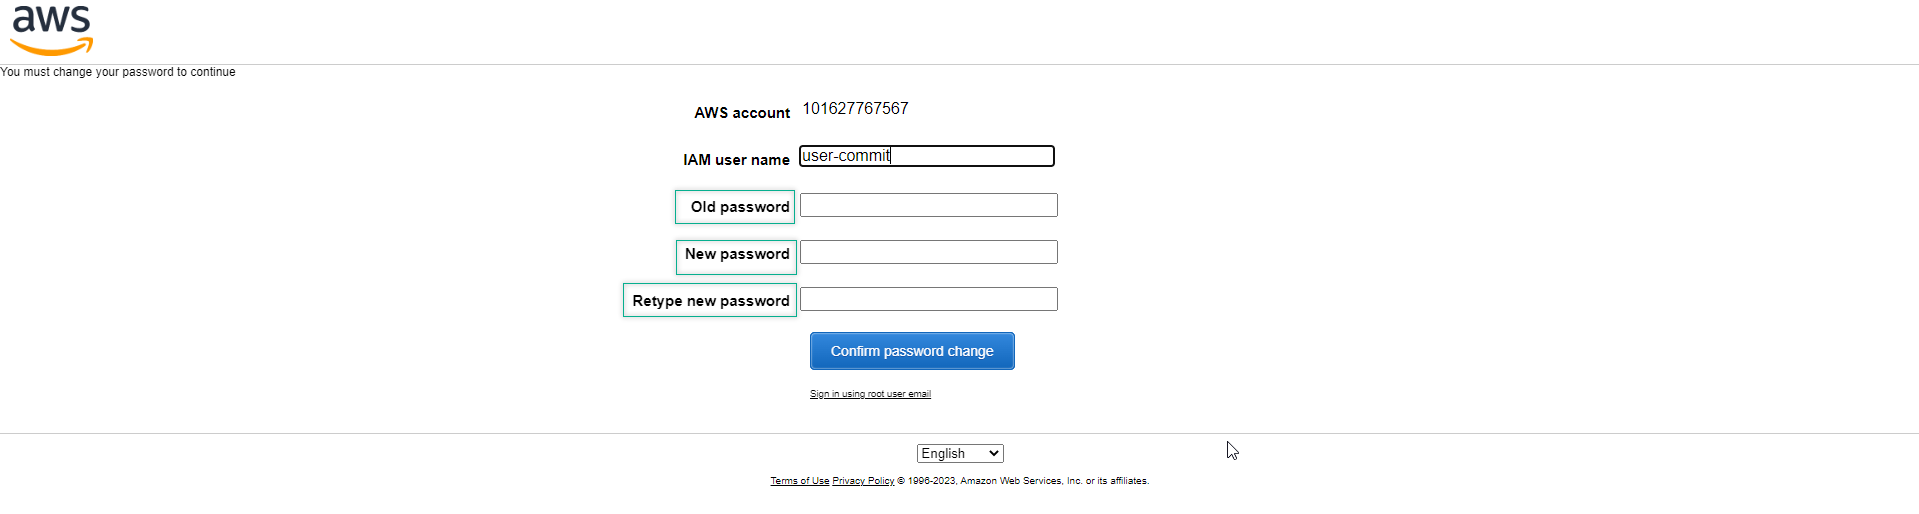 aws
You must change your password to continue
AWS account 101627767567
IAM user name user-commit
Old password
New password
Retype new password
Confirm password change
Sign in using root user email
English
Terms of Use Privacy Policy © 1996-2023, Amazon Web Services, Inc. or its affiliates.